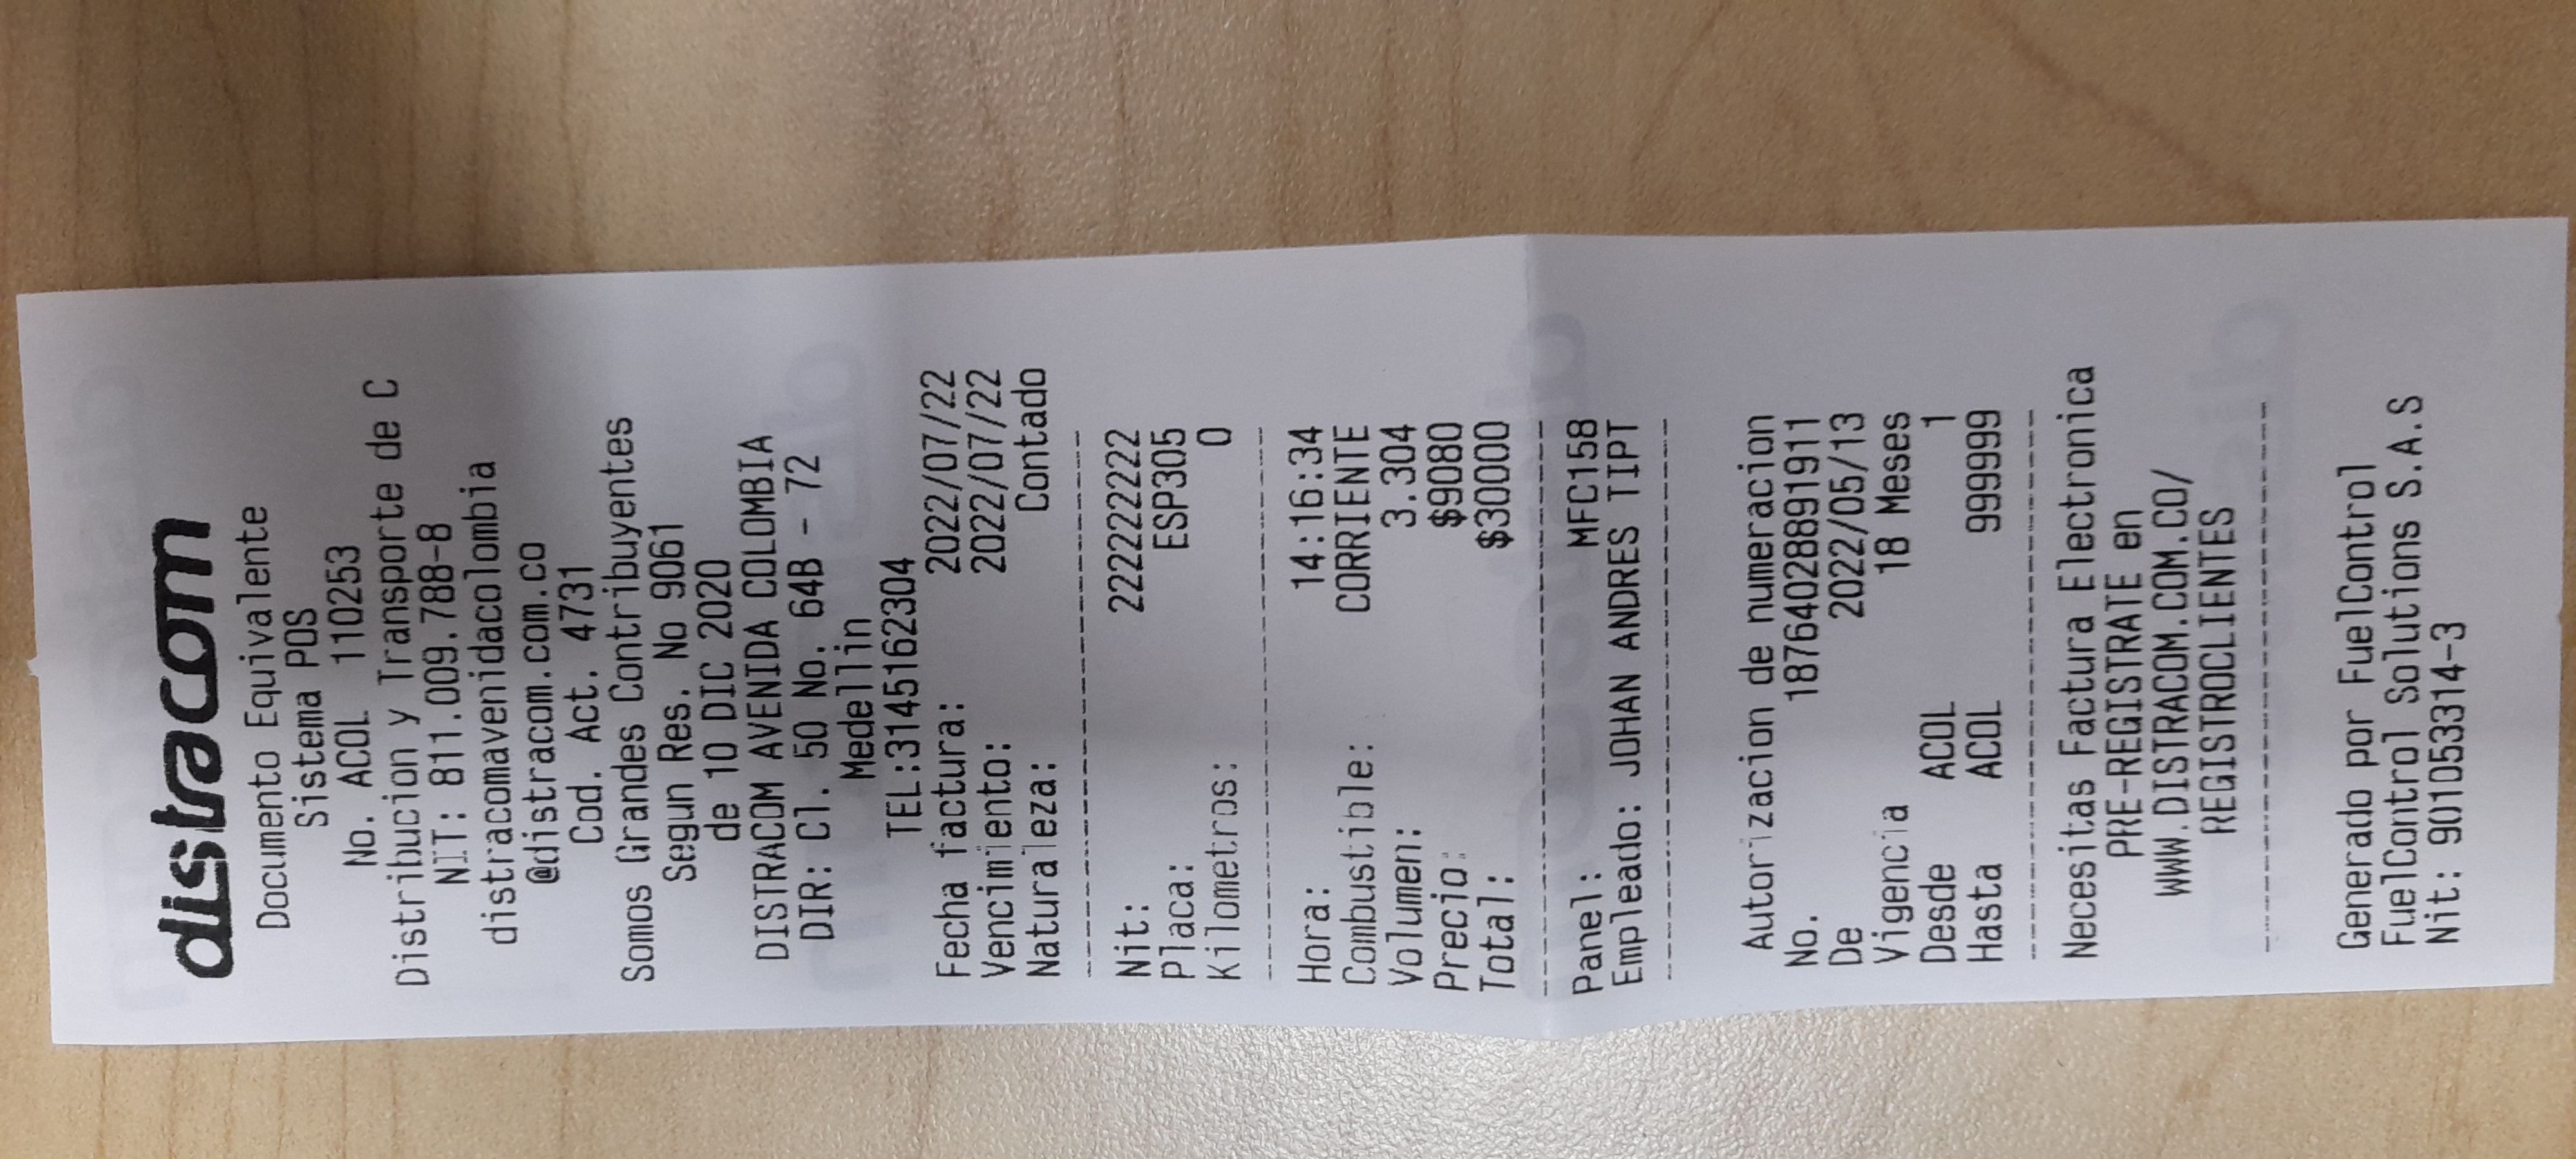 distracom
Documento Equivalente
Sistema POS
No. ACOL 110253
Distribucion y Transporte de C
NIT: 811.009.788-8
distracomavenidacolombia
@distracom.com.co
Cod. Act. 4731
Somos Grandes Contribuyentes
Segun Res. No 9061
de 10 DIC 2020
DISTRACOM AVENIDA COLOMBIA
DIR: Cl. 50 No. 64B - 72
Medellin
TEL:3145162304
Fecha factura: 2022/07/22
Vencimiento: 2022/07/22
Naturaleza: Contado
Nit: 222222222222
Placa: ESP305
Kilometros: 0
Hora: 14:16:34
Combustible: CORRIENTE
Volumen: 3.304
Precio: $9080
Total: $30000
Panel: MFC158
Empleado: JOHAN ANDRES TIPT
Autorizacion de numeracion
No. 18764028891911
De 2022/05/13
Vigencia 18 Meses
Desde ACOL 1
Hasta ACOL 999999
Necesitas Factura Electronica
PRE-REGISTRATE en
WWW.DISTRACOM.COM.CO/
REGISTROCLIENTES
Generado por FuelControl
FuelControl Solutions S.A.S
Nit: 901053314-3